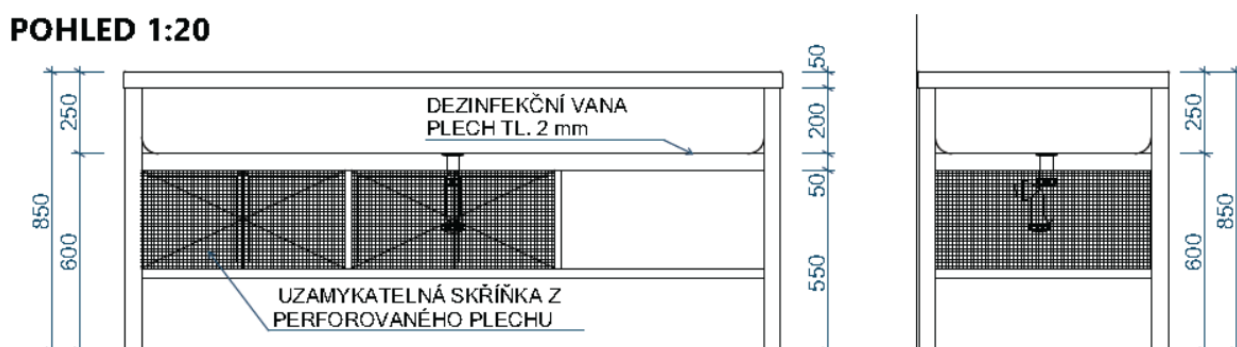 POHLED 1:20
DEZINFEKČNÍ VANA
PLECH TL. 2 mm
UZAMYKATELNÁ SKŘÍŇKA Z
PERFOROVANÉHO PLECHU
850
250
600
50
200
50
550
250
600
850